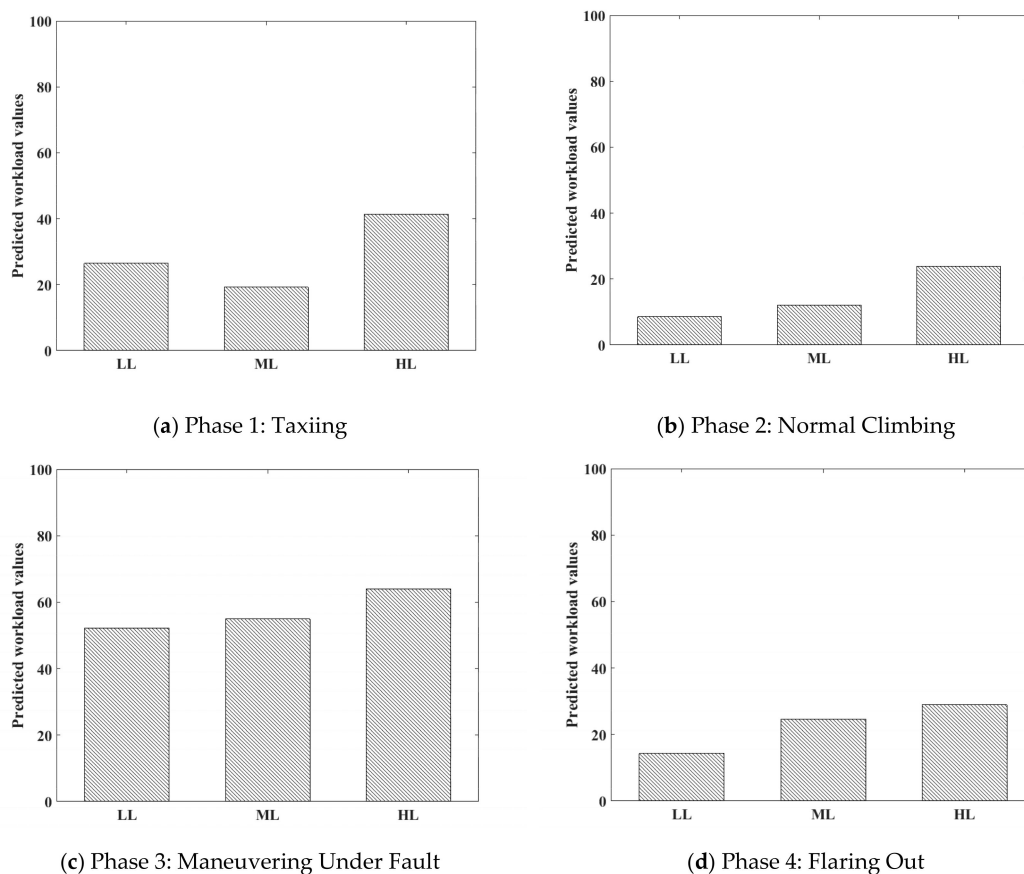 100
80
60
40
20
0
Predicted workload values
LL ML HL
(a) Phase 1: Taxiing
100
80
60
40
20
0
Predicted workload values
LL ML HL
(b) Phase 2: Normal Climbing
100
80
60
40
20
0
Predicted workload values
LL ML HL
(c) Phase 3: Maneuvering Under Fault
100
80
60
40
20
0
Predicted workload values
LL ML HL
(d) Phase 4: Flaring Out